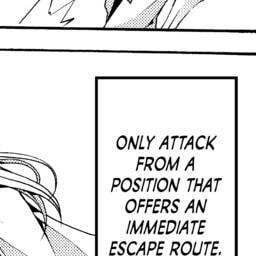 ONLY ATTACK
FROM A
POSITION THAT
OFFERS AN
IMMEDIATE
ESCAPE ROUTE.